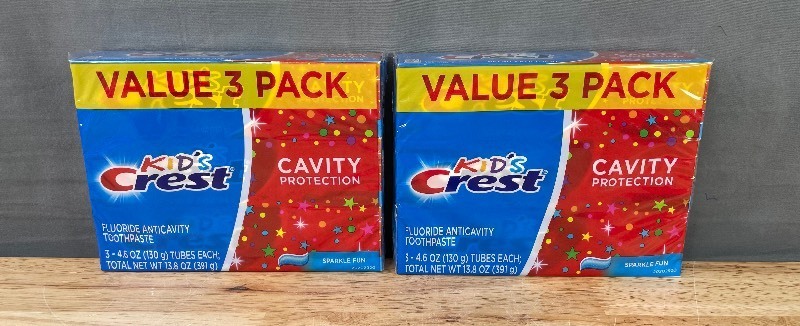 VALUE 3 PACK
KID'S
Crest
CAVITY
PROTECTION
FLUORIDE ANTICAVITY
TOOTHPASTE
3 - 4.6 OZ (130 g) TUBES EACH;
TOTAL NET WT 13.8 OZ (391 g)
SPARKLE FUN
VALUE 3 PACK
KID'S
Crest
CAVITY
PROTECTION
FLUORIDE ANTICAVITY
TOOTHPASTE
3 - 4.6 OZ (130 g) TUBES EACH;
TOTAL NET WT 13.8 OZ (391 g)
SPARKLE FUN